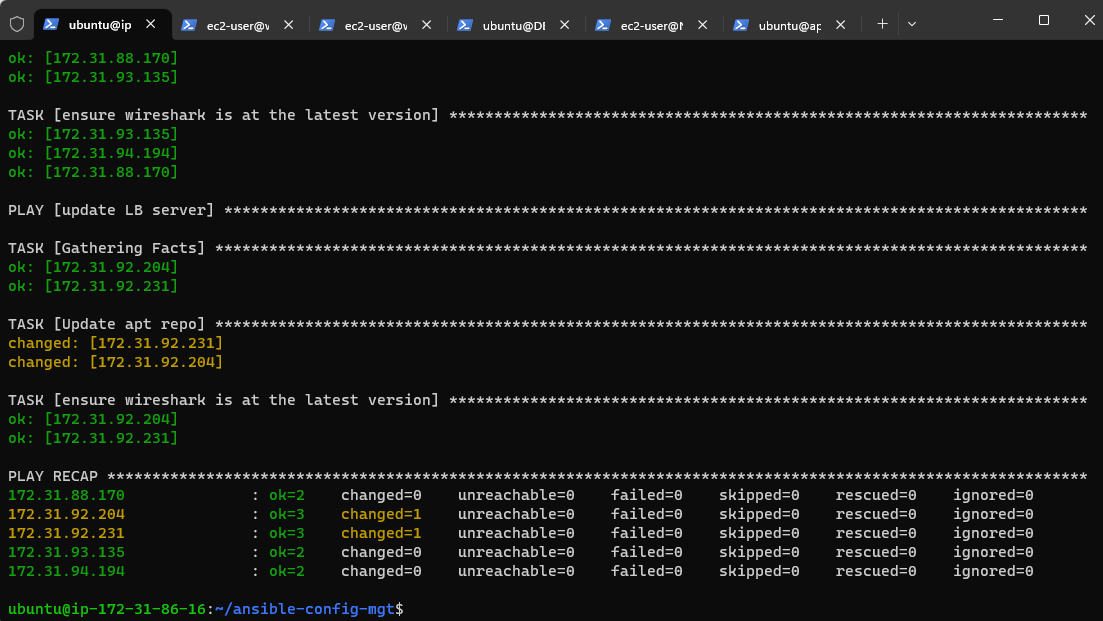 ubuntu@ip ec2-user@v ec2-user@v ubuntu@DB ec2-user@N ubuntu@ap
ok: [172.31.88.170]
ok: [172.31.93.135]
TASK [ensure wireshark is at the latest version] ***********************************************************************
ok: [172.31.93.135]
ok: [172.31.94.194]
ok: [172.31.88.170]
PLAY [update LB server] ************************************************************************************************
TASK [Gathering Facts] *************************************************************************************************
ok: [172.31.92.204]
ok: [172.31.92.231]
TASK [Update apt repo] *************************************************************************************************
changed: [172.31.92.231]
changed: [172.31.92.204]
TASK [ensure wireshark is at the latest version] ***********************************************************************
ok: [172.31.92.204]
ok: [172.31.92.231]
PLAY RECAP *************************************************************************************************************
172.31.88.170 : ok=2 changed=0 unreachable=0 failed=0 skipped=0 rescued=0 ignored=0
172.31.92.204 : ok=3 changed=1 unreachable=0 failed=0 skipped=0 rescued=0 ignored=0
172.31.92.231 : ok=3 changed=1 unreachable=0 failed=0 skipped=0 rescued=0 ignored=0
172.31.93.135 : ok=2 changed=0 unreachable=0 failed=0 skipped=0 rescued=0 ignored=0
172.31.94.194 : ok=2 changed=0 unreachable=0 failed=0 skipped=0 rescued=0 ignored=0
ubuntu@ip-172-31-86-16:~/ansible-config-mgt$